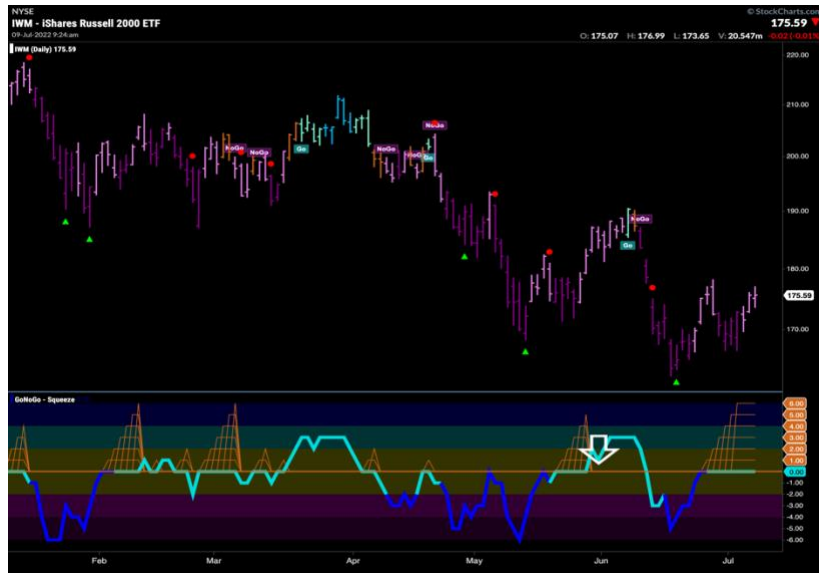 NYSE
© StockCharts.com
IWM - iShares Russell 2000 ETF
175.59
09-Jul-2022 9:24:am
O: 175.07 H: 176.99 L: 173.65 V: 20.547m -0.02 (-0.01%)
IWM (Daily) 175.59
220.00
210.00
200.00
190.00
180.00
175.59
170.00
NoGo
NoGo
Go
NoGo
NoGo
Go
NoGo
NoGo
Go
GoNoGo - Squeeze
6.00
5.00
4.00
3.00
2.00
1.00
0.00
-1.00
-2.00
-3.00
-4.00
-5.00
-6.00
Feb Mar Apr May Jun Jul